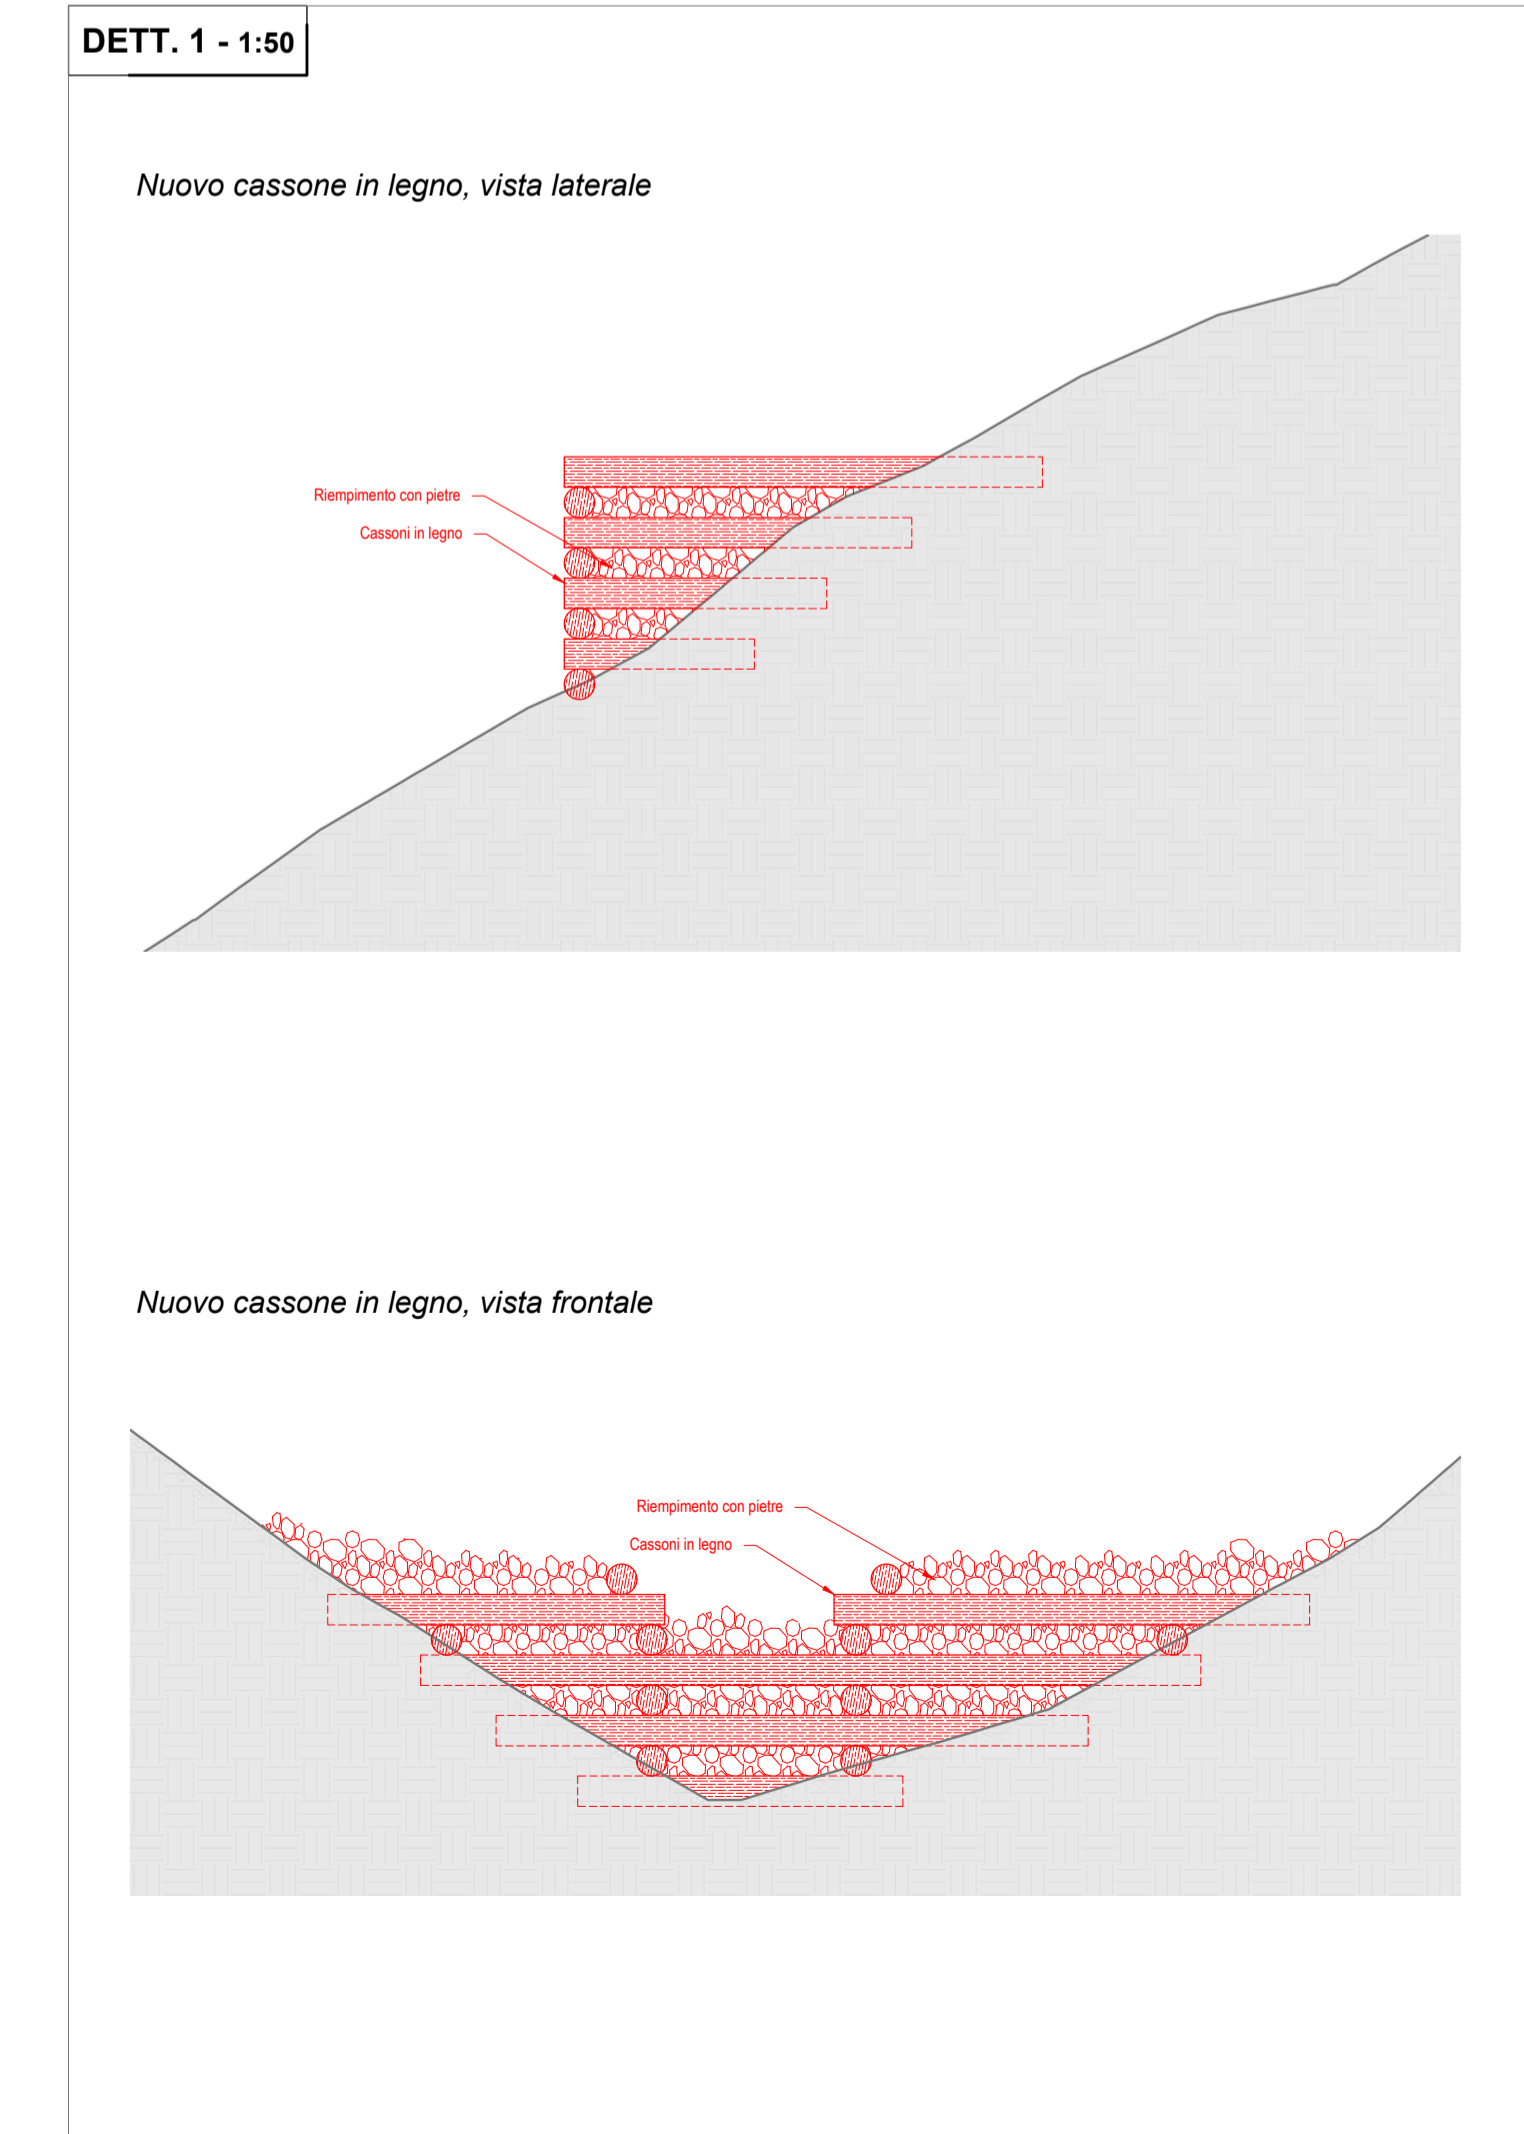 DETT. 1 - 1:50
Nuovo cassone in legno, vista laterale
Riempimento con pietre
Cassoni in legno
Nuovo cassone in legno, vista frontale
Riempimento con pietre
Cassoni in legno